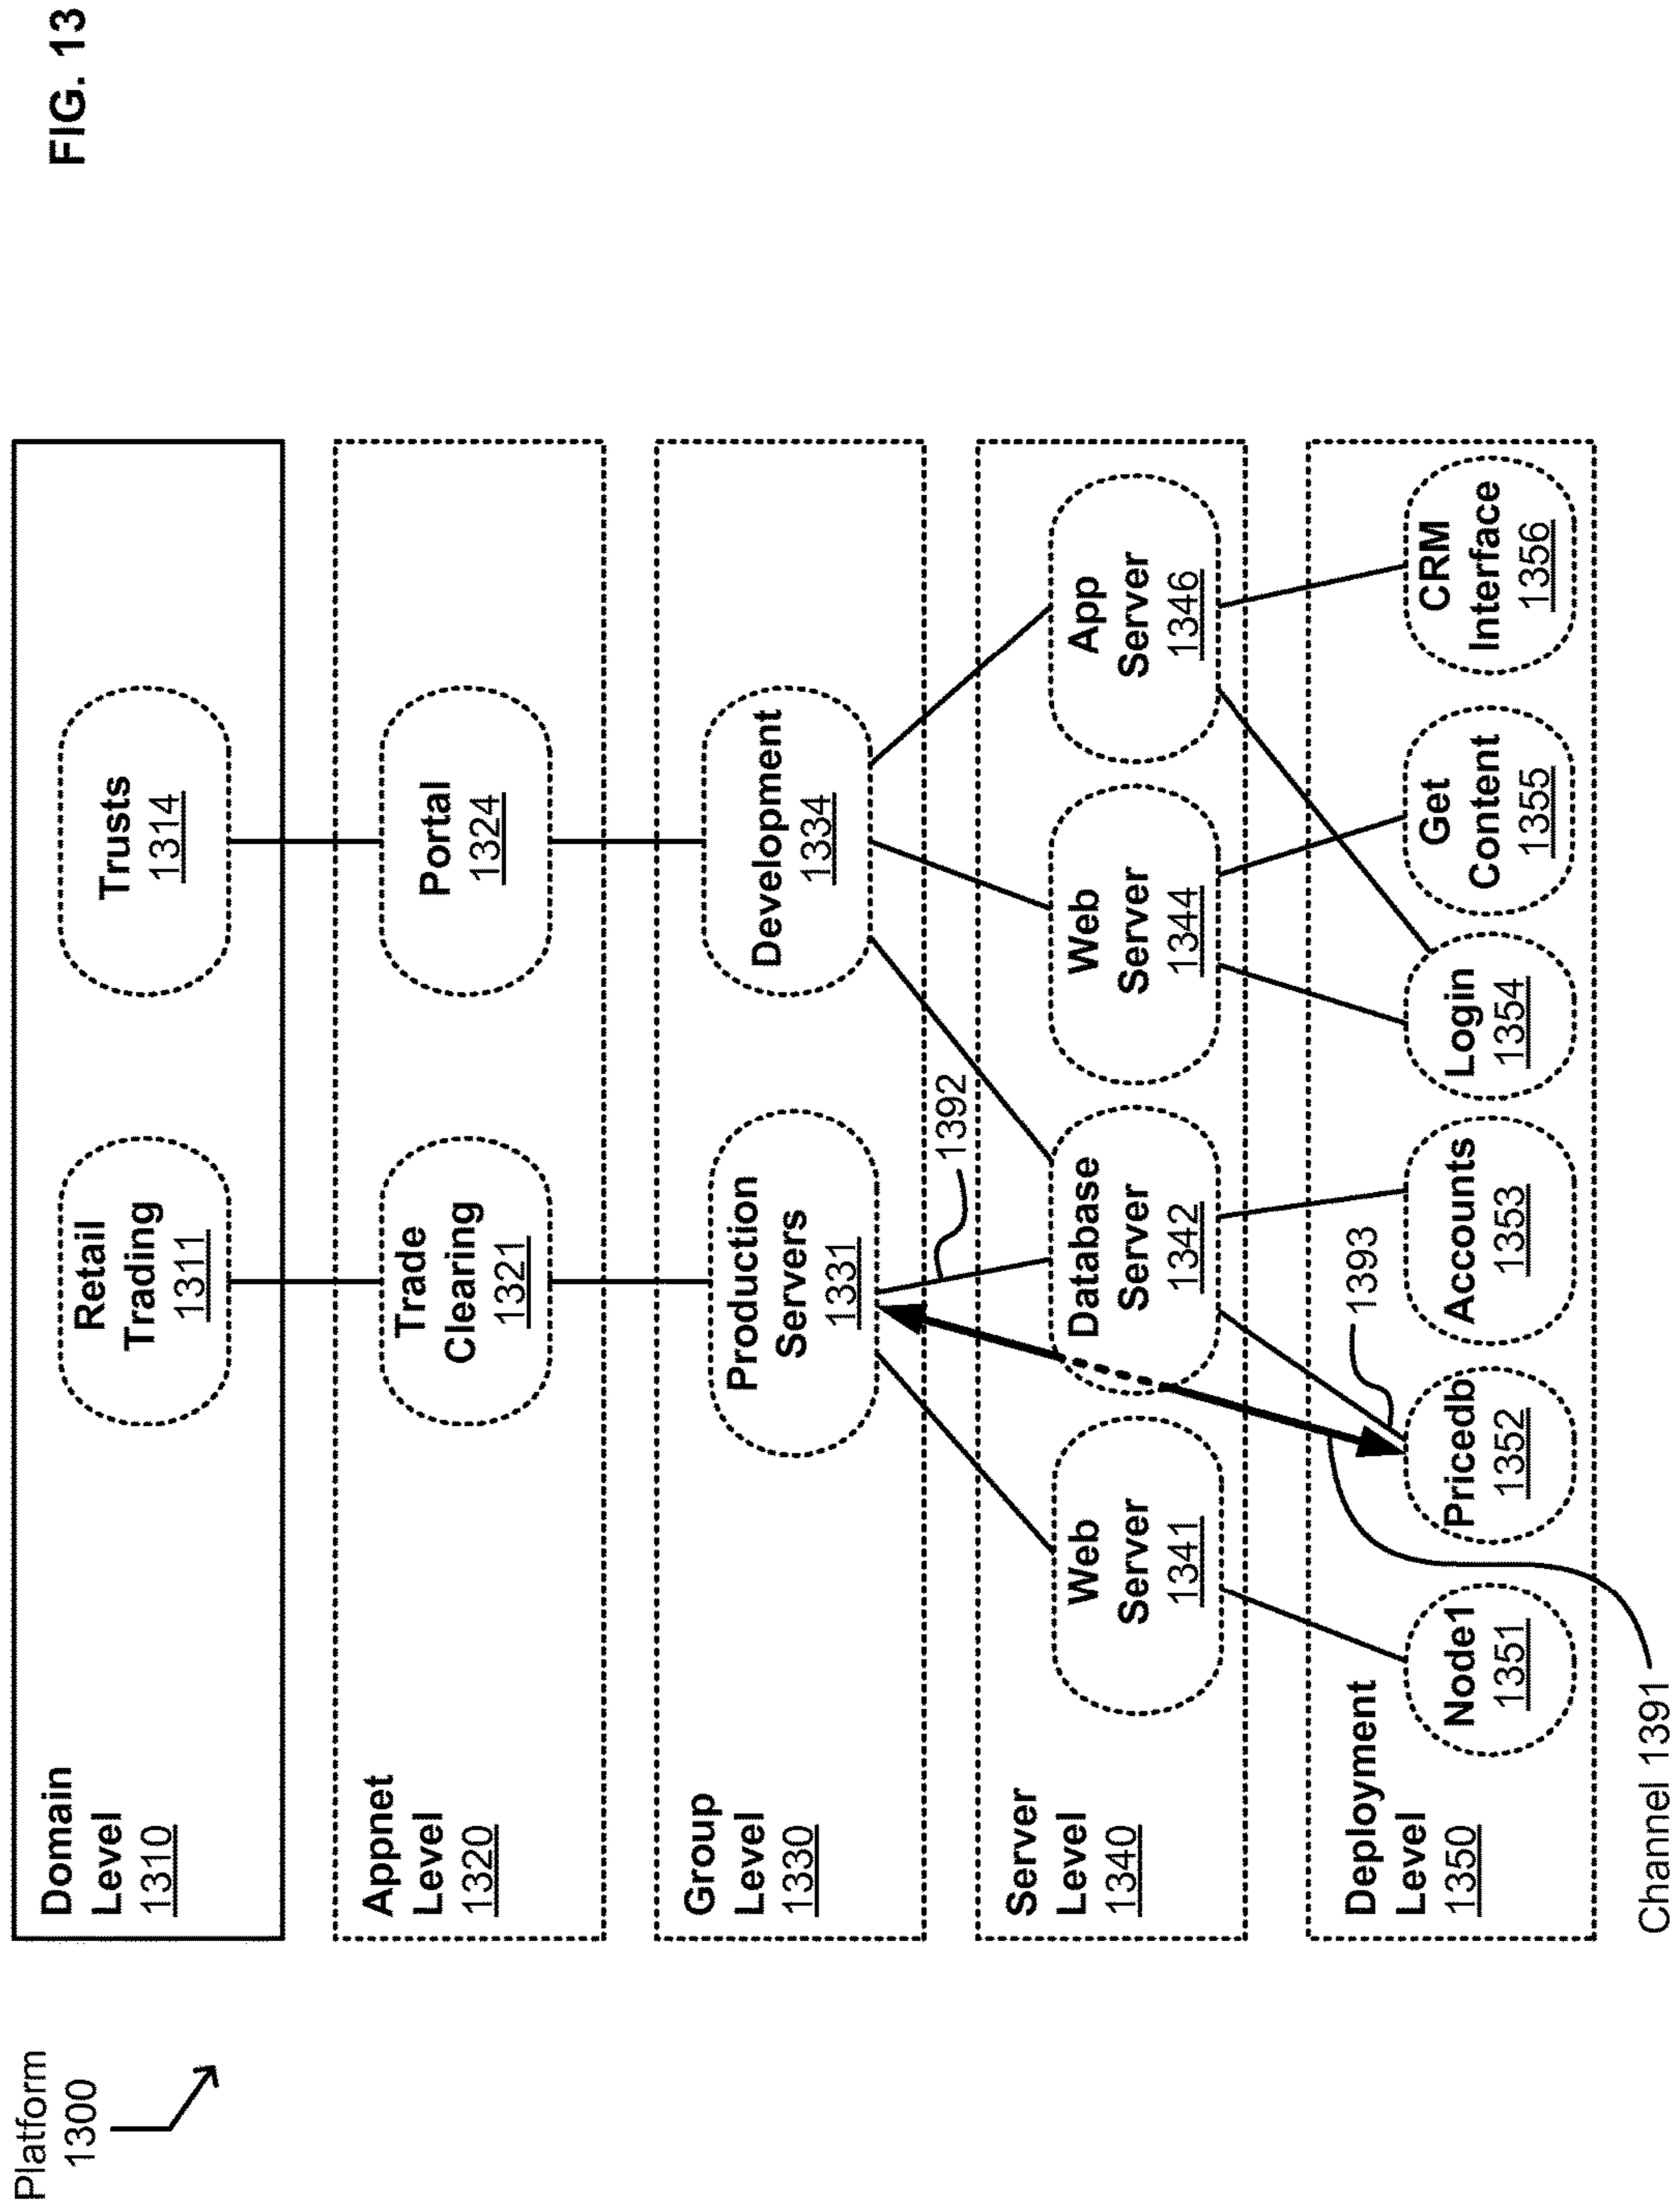 FIG. 13
Platform
1300
Domain
Level
1310
Retail
Trading
1311
Trusts
1314
Appnet
Level
1320
Trade
Clearing
1321
Portal
1324
Group
Level
1330
Production
Servers
1331
Development
1334
1392
Server
Level
1340
Web
Server
1341
Database
Server
1342
Web
Server
1344
App
Server
1346
1393
Deployment
Level
1350
Node1
1351
Pricedb
1352
Accounts
1353
Login
1354
Get
Content
1355
CRM
Interface
1356
Channel 1391